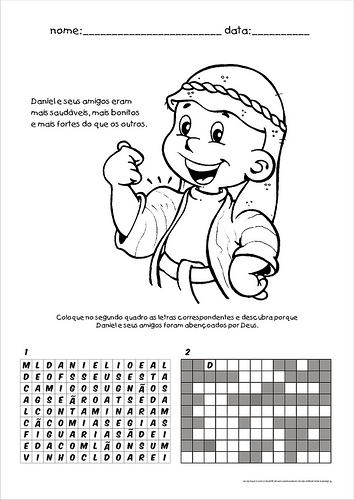 nome:________________________ data:__________
Daniel e seus amigos eram
mais saudáveis, mais bonitos
e mais fortes do que os outros.
Coloque no segundo quadro as letras correspondentes e descubra porque
Daniel e seus amigos foram abençoados por Deus.
1
M L D A N I E L I O E A L
D E O F S S E U S E S T A
C A M I G O S U G N Ã O S
A G S E Ã R O A T S E D A
L C O N T A M I N A R A M
C Ã C O M I A S E G I A S
F I G U A R I A S Ã D E I
E D A C O M L Ã O N S U M
V I N H O C L D O A R E I
2
D